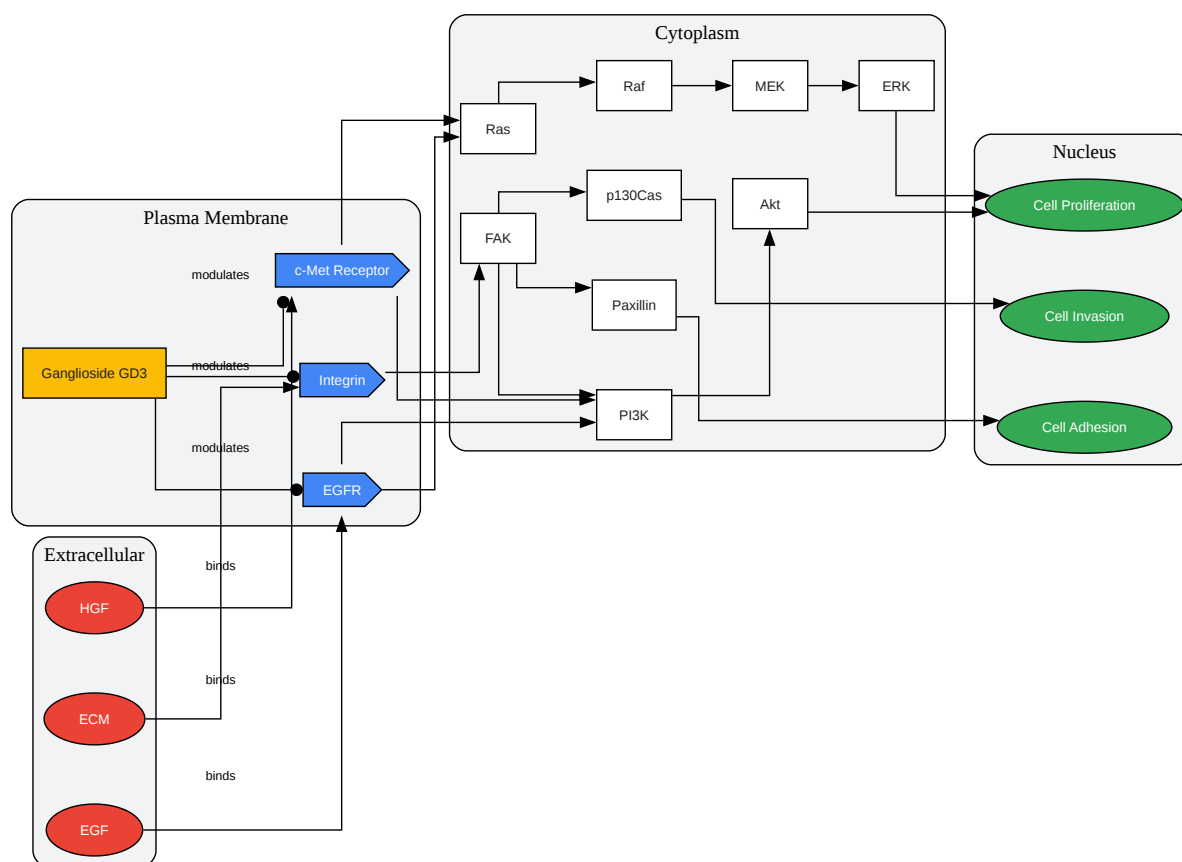 Cytoplasm
Raf
MEK
ERK
Ras
Nucleus
p130Cas
Akt
Cell Proliferation
Plasma Membrane
FAK
modulates
c-Met Receptor
Paxillin
Cell Invasion
modulates
Ganglioside GD3
Integrin
PI3K
Cell Adhesion
modulates
EGFR
Extracellular
binds
HGF
binds
ECM
binds
EGF